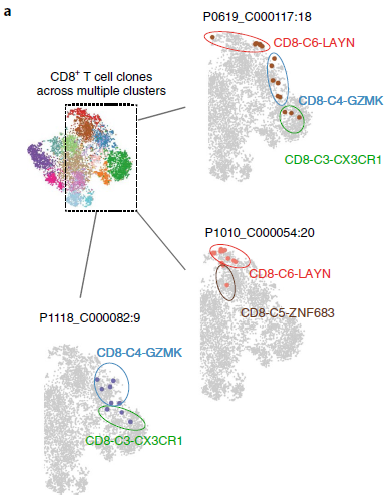 a
P0619_C000117:18
CD8-C6-LAYN
CD8⁺ T cell clones
across multiple clusters
CD8-C4-GZMK
CD8-C3-CX3CR1
P1010_C000054:20
CD8-C6-LAYN
CD8-C5-ZNF683
P1118_C000082:9
CD8-C4-GZMK
CD8-C3-CX3CR1